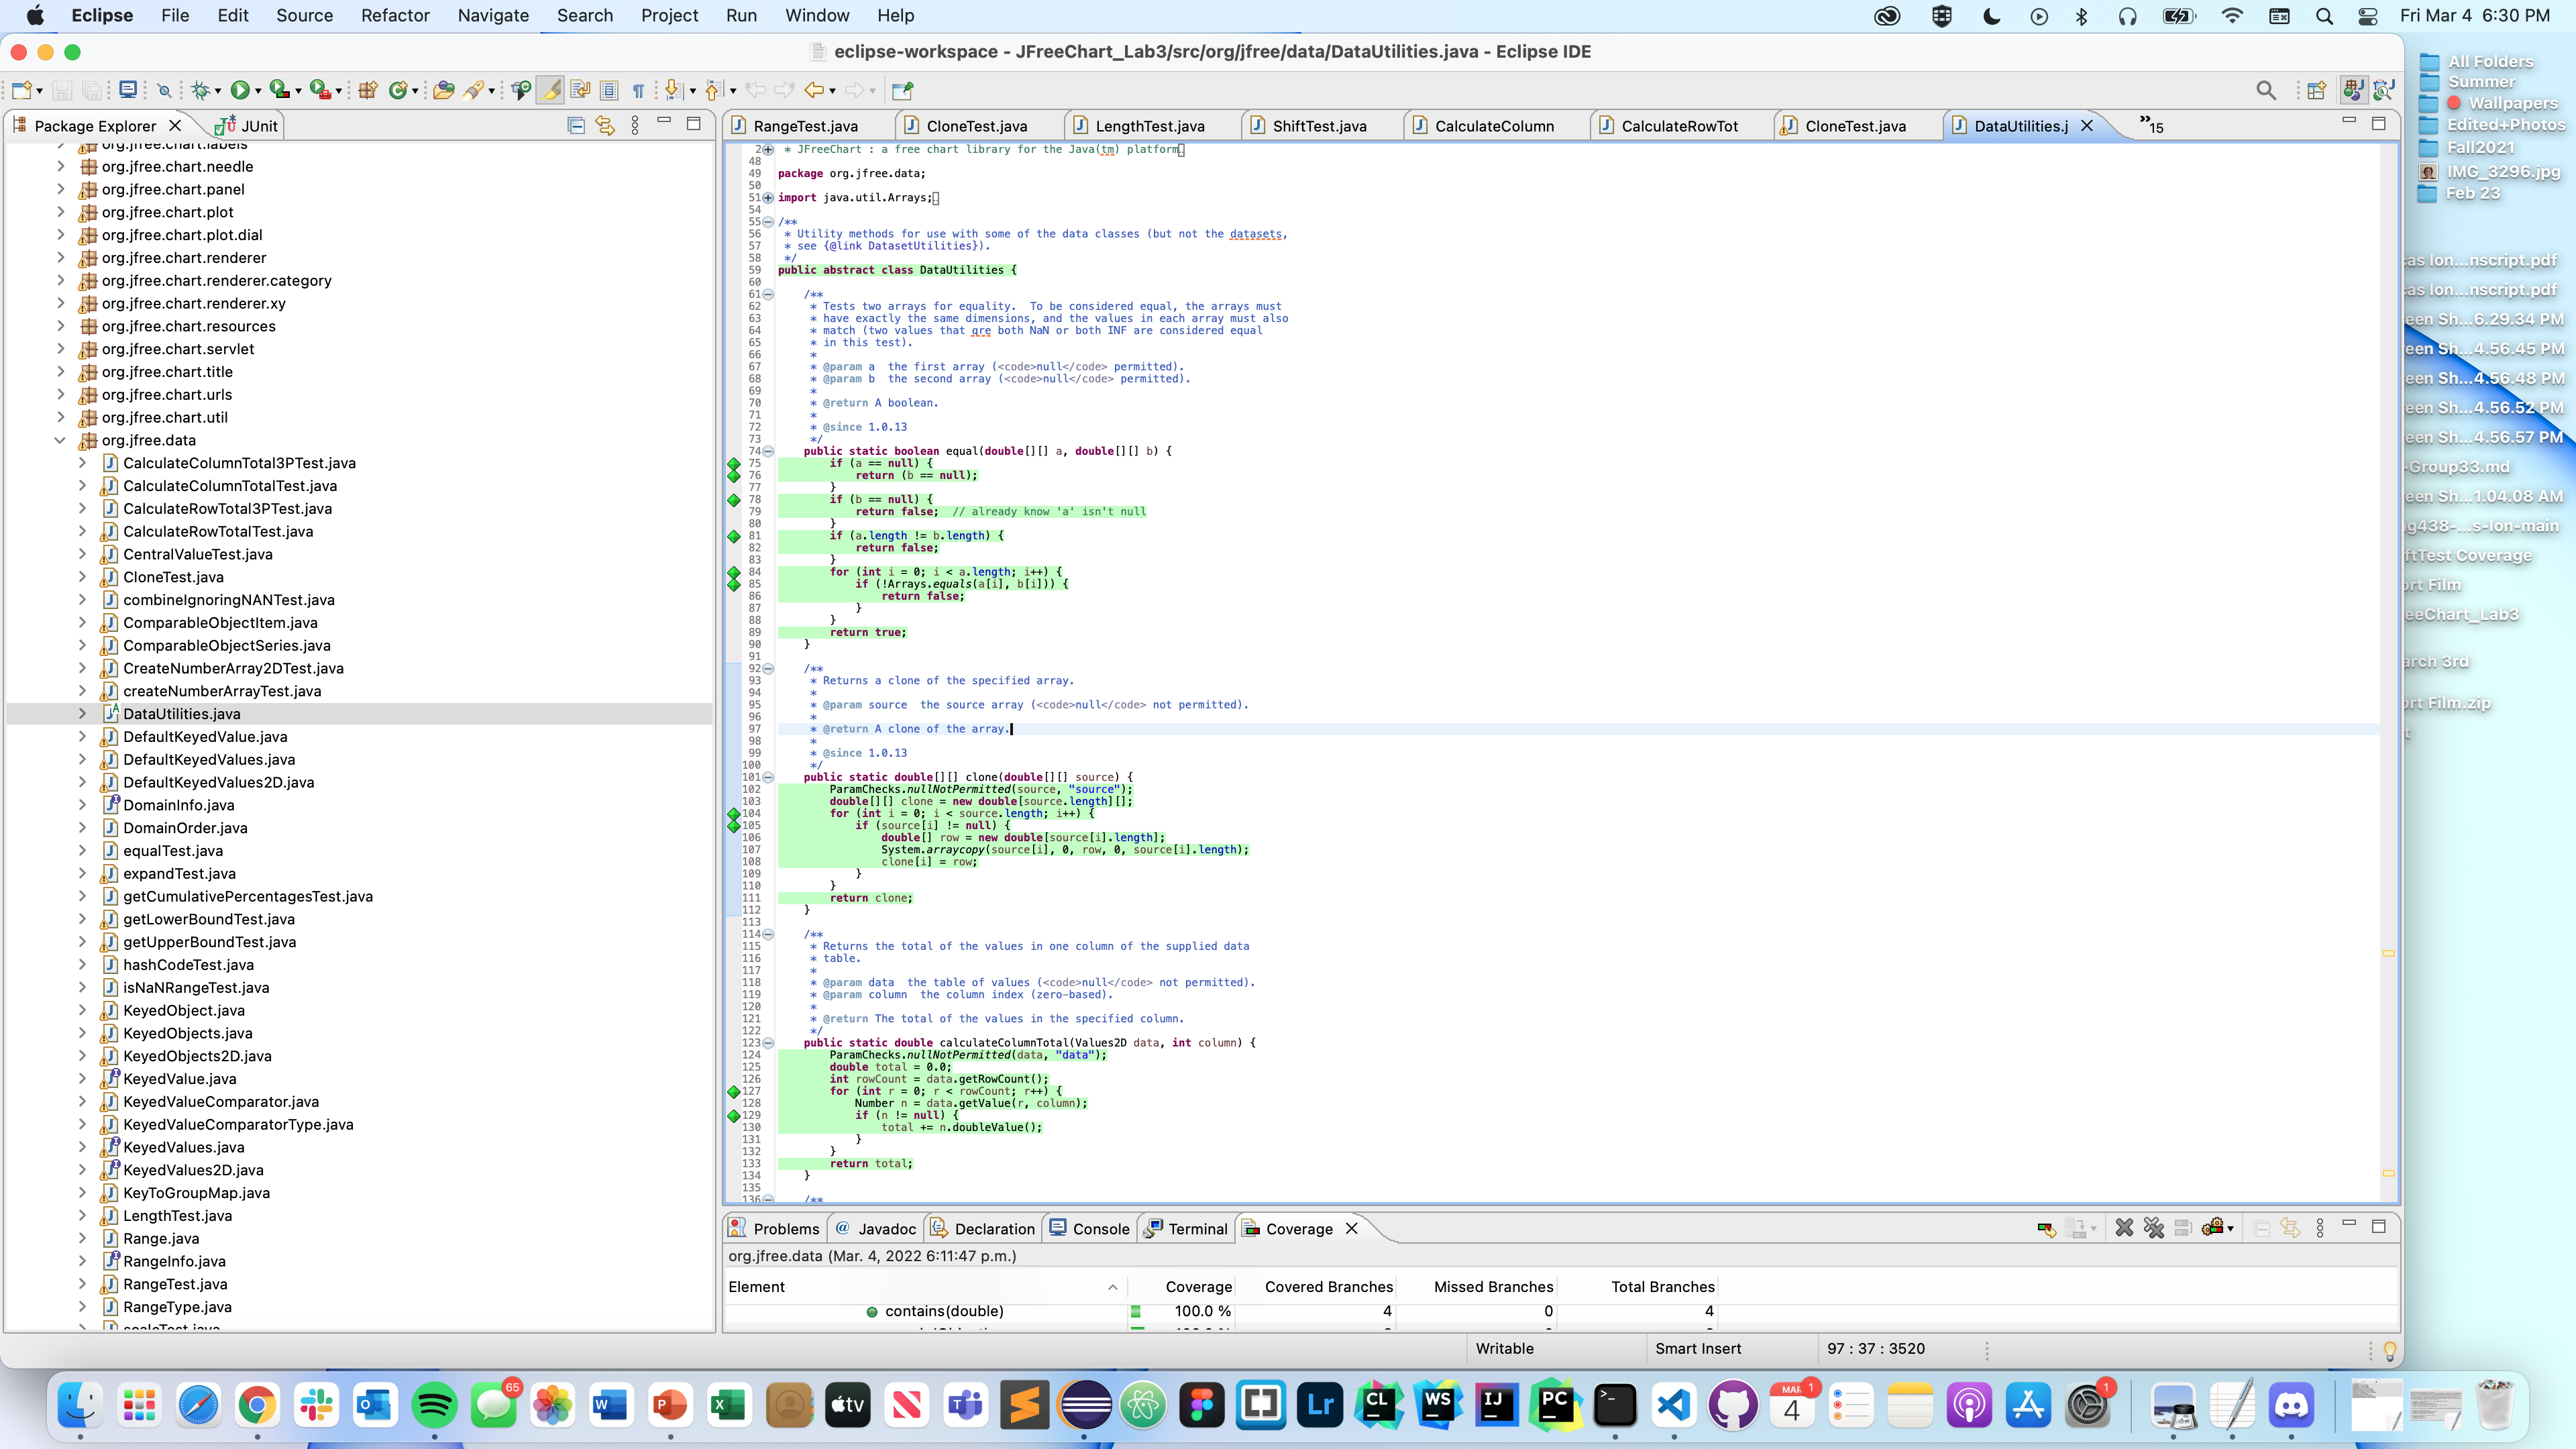 Eclipse File Edit Source Refactor Navigate Search Project Run Window Help
Fri Mar 4 6:30 PM
eclipse-workspace - JFreeChart_Lab3/src/org/jfree/data/DataUtilities.java - Eclipse IDE
Package Explorer
JUnit
org.jfree.chart.labels
org.jfree.chart.needle
org.jfree.chart.panel
org.jfree.chart.plot
org.jfree.chart.plot.dial
org.jfree.chart.renderer
org.jfree.chart.renderer.category
org.jfree.chart.renderer.xy
org.jfree.chart.resources
org.jfree.chart.servlet
org.jfree.chart.title
org.jfree.chart.urls
org.jfree.chart.util
org.jfree.data
CalculateColumnTotal3PTest.java
CalculateColumnTotalTest.java
CalculateRowTotal3PTest.java
CalculateRowTotalTest.java
CentralValueTest.java
CloneTest.java
combineIgnoringNANTest.java
ComparableObjectItem.java
ComparableObjectSeries.java
CreateNumberArray2DTest.java
createNumberArrayTest.java
DataUtilities.java
DefaultKeyedValue.java
DefaultKeyedValues.java
DefaultKeyedValues2D.java
DomainInfo.java
DomainOrder.java
equalTest.java
expandTest.java
getCumulativePercentagesTest.java
getLowerBoundTest.java
getUpperBoundTest.java
hashCodeTest.java
isNaNRangeTest.java
KeyedObject.java
KeyedObjects.java
KeyedObjects2D.java
KeyedValue.java
KeyedValueComparator.java
KeyedValueComparatorType.java
KeyedValues.java
KeyedValues2D.java
KeyToGroupMap.java
LengthTest.java
Range.java
RangeInfo.java
RangeTest.java
RangeType.java
RangeTest.java CloneTest.java LengthTest.java ShiftTest.java CalculateColumn CalculateRowTot CloneTest.java DataUtilities.j »15
2 * JFreeChart : a free chart library for the Java(tm) platform
48
49 package org.jfree.data;
50
51 import java.util.Arrays;
54
55 /**
56 * Utility methods for use with some of the data classes (but not the datasets,
57 * see {@link DatasetUtilities}).
58 */
59 public abstract class DataUtilities {
60
61 /**
62 * Tests two arrays for equality.  To be considered equal, the arrays must
63 * have exactly the same dimensions, and the values in each array must also
64 * match (two values that qre both NaN or both INF are considered equal
65 * in this test).
66 *
67 * @param a  the first array (<code>null</code> permitted).
68 * @param b  the second array (<code>null</code> permitted).
69 *
70 * @return A boolean.
71 *
72 * @since 1.0.13
73 */
74 public static boolean equal(double[][] a, double[][] b) {
75 if (a == null) {
76 return (b == null);
77 }
78 if (b == null) {
79 return false;  // already know 'a' isn't null
80 }
81 if (a.length != b.length) {
82 return false;
83 }
84 for (int i = 0; i < a.length; i++) {
85 if (!Arrays.equals(a[i], b[i])) {
86 return false;
87 }
88 }
89 return true;
90 }
91
92 /**
93 * Returns a clone of the specified array.
94 *
95 * @param source  the source array (<code>null</code> not permitted).
96 *
97 * @return A clone of the array.
98 *
99 * @since 1.0.13
100 */
101 public static double[][] clone(double[][] source) {
102 ParamChecks.nullNotPermitted(source, "source");
103 double[][] clone = new double[source.length][];
104 for (int i = 0; i < source.length; i++) {
105 if (source[i] != null) {
106 double[] row = new double[source[i].length];
107 System.arraycopy(source[i], 0, row, 0, source[i].length);
108 clone[i] = row;
109 }
110 }
111 return clone;
112 }
113
114 /**
115 * Returns the total of the values in one column of the supplied data
116 * table.
117 *
118 * @param data  the table of values (<code>null</code> not permitted).
119 * @param column  the column index (zero-based).
120 *
121 * @return The total of the values in the specified column.
122 */
123 public static double calculateColumnTotal(Values2D data, int column) {
124 ParamChecks.nullNotPermitted(data, "data");
125 double total = 0.0;
126 int rowCount = data.getRowCount();
127 for (int r = 0; r < rowCount; r++) {
128 Number n = data.getValue(r, column);
129 if (n != null) {
130 total += n.doubleValue();
131 }
132 }
133 return total;
134 }
135
136 /**
Problems Javadoc Declaration Console Terminal Coverage
org.jfree.data (Mar. 4, 2022 6:11:47 p.m.)
Element Coverage Covered Branches Missed Branches Total Branches
contains(double) 100.0 % 4 0 4
Writable Smart Insert 97 : 37 : 3520
All Folders
Summer
Wallpapers
Edited+Photos
Fall2021
IMG_3296.jpg
Feb 23
as lon...nscript.pdf
as lon...nscript.pdf
een Sh...6.29.34 PM
een Sh...4.56.45 PM
een Sh...4.56.48 PM
een Sh...4.56.52 PM
een Sh...4.56.57 PM
-Group33.md
een Sh...1.04.08 AM
g438-...s-lon-main
ftTest Coverage
ort Film
eeChart_Lab3
arch 3rd
ort Film.zip
65
MAR 4
1
1
tv
Lr
CL
WS
IJ
PC